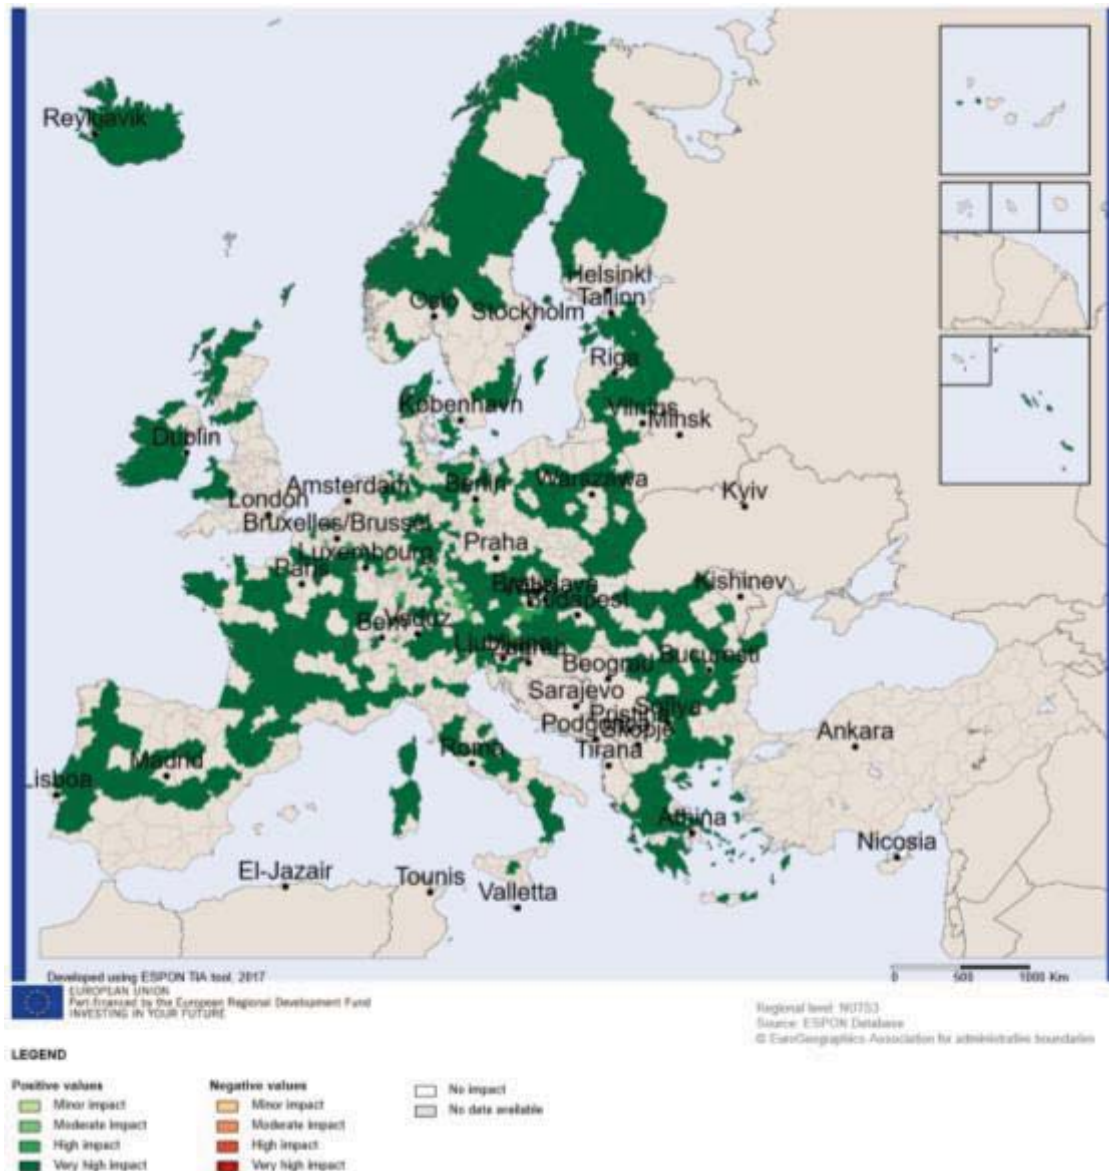 Reykjavik
Helsinki
Tallinn
Oslo
Stockholm
Riga
Kobenhavn
Vilnius
Minsk
Dublin
Amsterdam
Berlin
Warszawa
London
Kyiv
Bruxelles/Brussel
Luxembourg
Praha
Paris
Bratislava
Kishinev
Budapest
Vaduz
Bern
Ljubljana
Zagreb
Beograd
Bucuresti
Sarajevo
Sofiya
Pristina
Podgorica
Skopje
Ankara
Madrid
Roma
Tirana
Lisboa
Athina
Nicosia
El-Jazair
Tounis
Valletta
Developed using ESPON TIA tool, 2017
0 500 1000 Km
EUROPEAN UNION
Part-financed by the European Regional Development Fund
INVESTING IN YOUR FUTURE
Regional level: NUTS3
Source: ESPON Database
© EuroGeographics Association for administrative boundaries
LEGEND
Positive values
Minor impact
Moderate impact
High impact
Very high impact
Negative values
Minor impact
Moderate impact
High impact
Very high impact
No impact
No data available